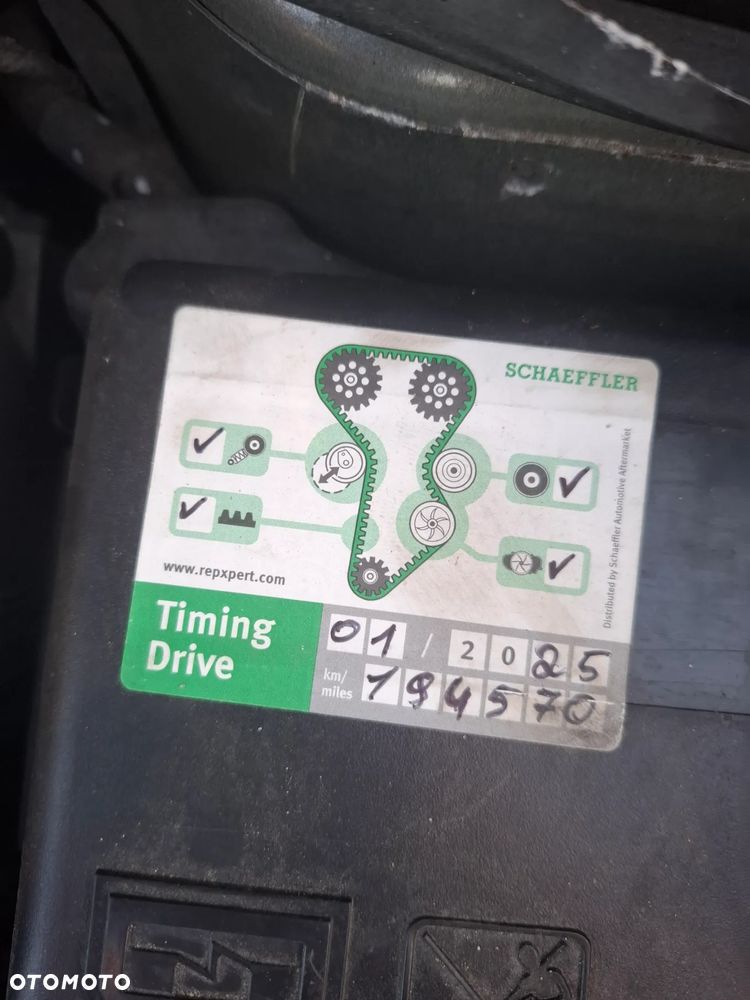 SCHAEFFLER
Distributed by Schaeffler Automotive Aftermarket
www.repxpert.com
Timing
Drive
01 / 2025
km/
miles 194570
OTOMOTO